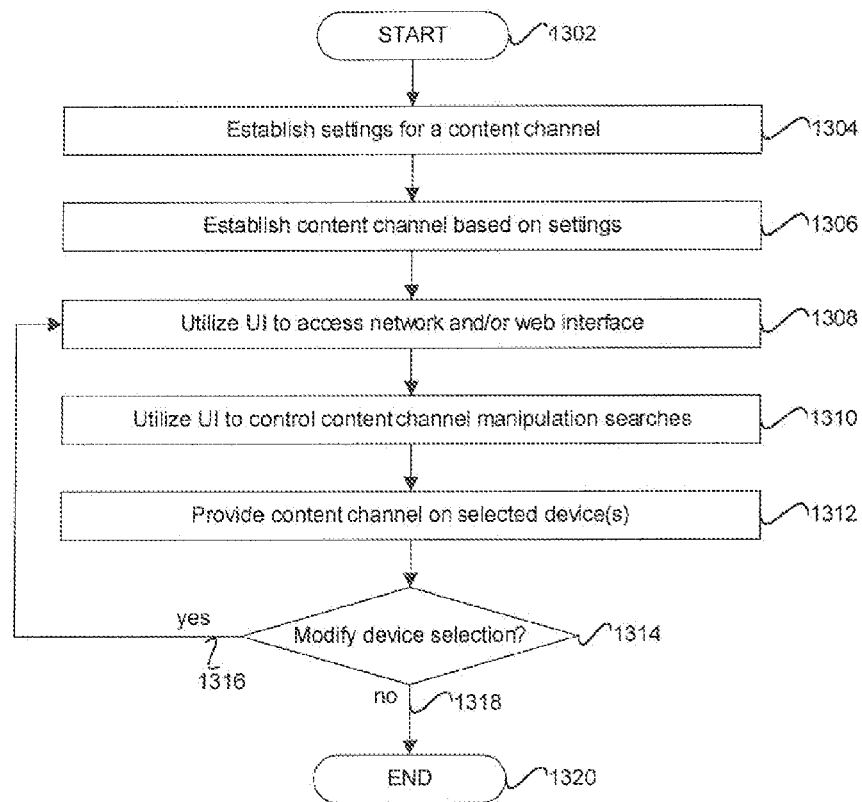 START
1302
Establish settings for a content channel
1304
Establish content channel based on settings
1306
Utilize UI to access network and/or web interface
1308
Utilize UI to control content channel manipulation searches
1310
Provide content channel on selected device(s)
1312
yes
Modify device selection?
1314
1316
no
1318
END
1320